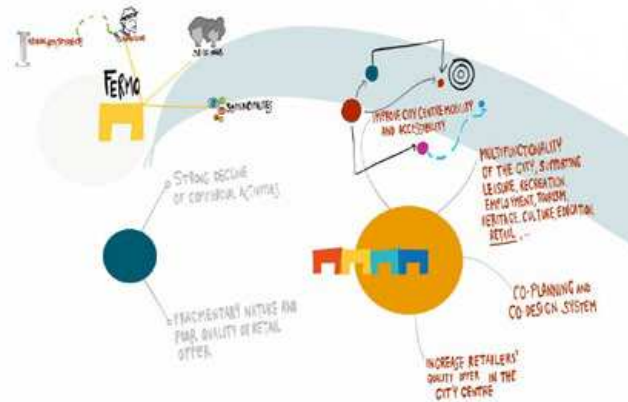 FERMO
STRONG DECLINE
OF COMMERCIAL ACTIVITIES
FRAGMENTARY NATURE AND
POOR QUALITY OF RETAIL
OFFER
IMPROVE CITY CENTRE MOBILITY
AND ACCESSIBILITY
MULTIFUNCTIONALITY
OF THE CITY, SUPPORTING
LEISURE, RECREATION
EMPLOYMENT, TOURISM,
HERITAGE, CULTURE, EDUCATION,
RETAIL, ...
CO-PLANNING AND
CO DESIGN SYSTEM
INCREASE RETAILERS'
QUALITY OFFER IN THE
CITY CENTRE